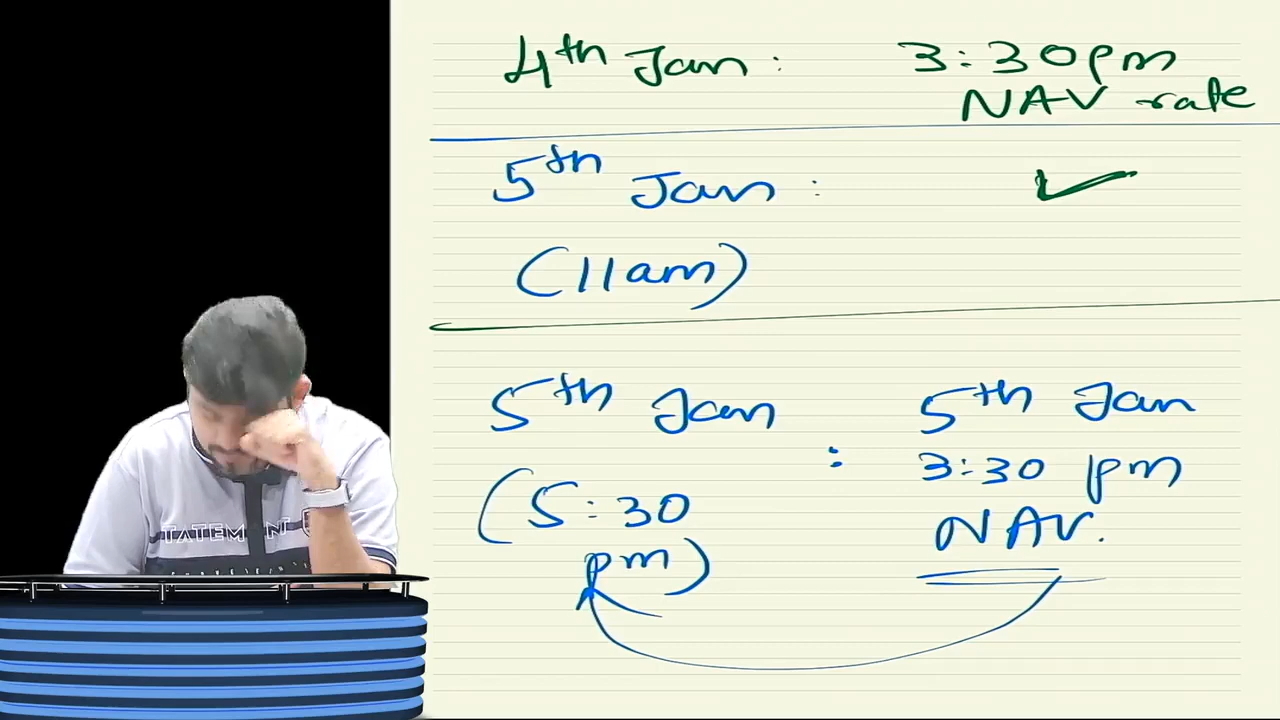 4th Jan : 3:30pm
NAV rate
5th Jan : ✓
(11am)
5th Jan : 5th Jan
(5:30 3:30 pm
pm) NAV.
TATEMENT